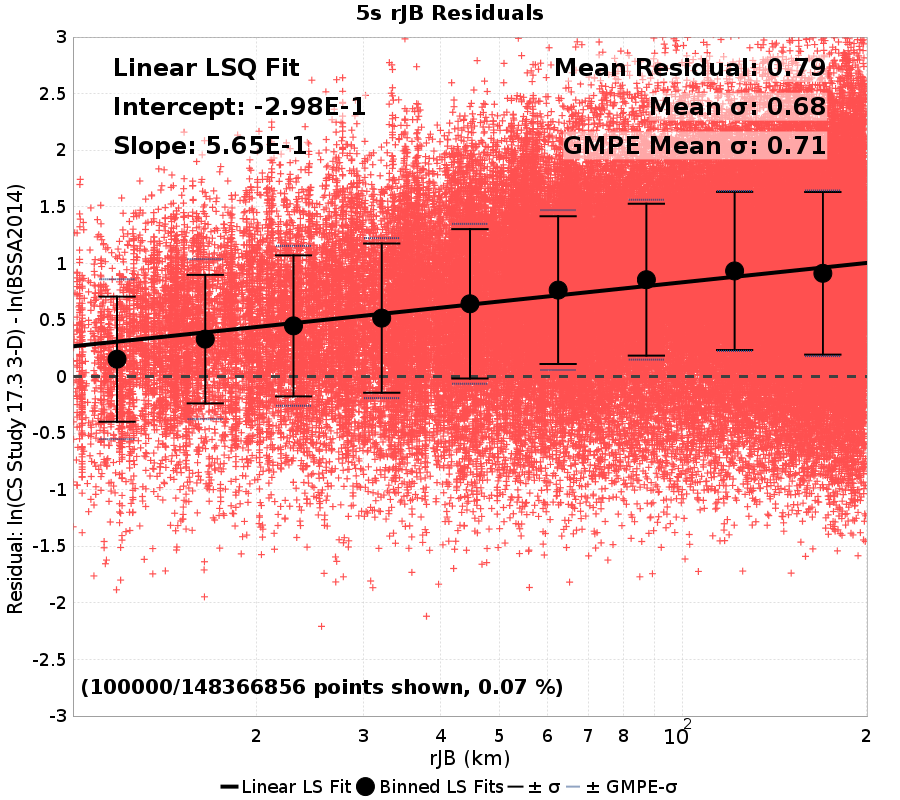 5s rJB Residuals
Linear LSQ Fit
Intercept: -2.98E-1
Slope: 5.65E-1
Mean Residual: 0.79
Mean σ: 0.68
GMPE Mean σ: 0.71
3
2.5
2
1.5
1
0.5
0
-0.5
-1
-1.5
-2
-2.5
-3
Residual: ln(CS Study 17.3 3-D) - ln(BSSA2014)
(100000/148366856 points shown, 0.07 %)
2 3 4 5 6 7 8 10² 2
rJB (km)
Linear LS Fit Binned LS Fits ± σ ± GMPE-σ